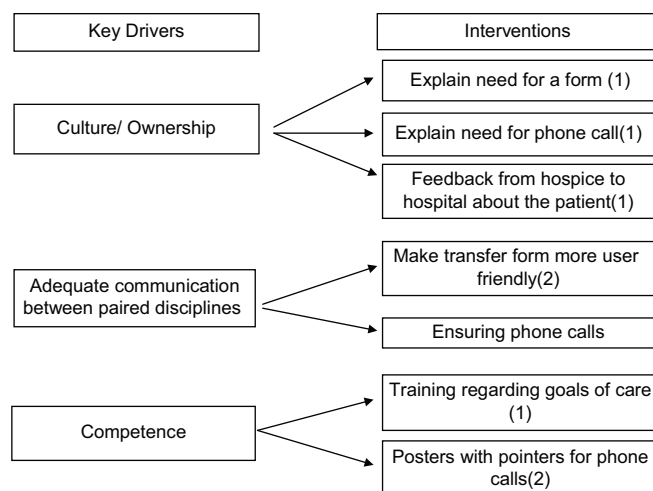 Key Drivers
Interventions
Culture/ Ownership
Explain need for a form (1)
Explain need for phone call(1)
Feedback from hospice to
hospital about the patient(1)
Adequate communication
between paired disciplines
Make transfer form more user
friendly(2)
Ensuring phone calls
Competence
Training regarding goals of care
(1)
Posters with pointers for phone
calls(2)